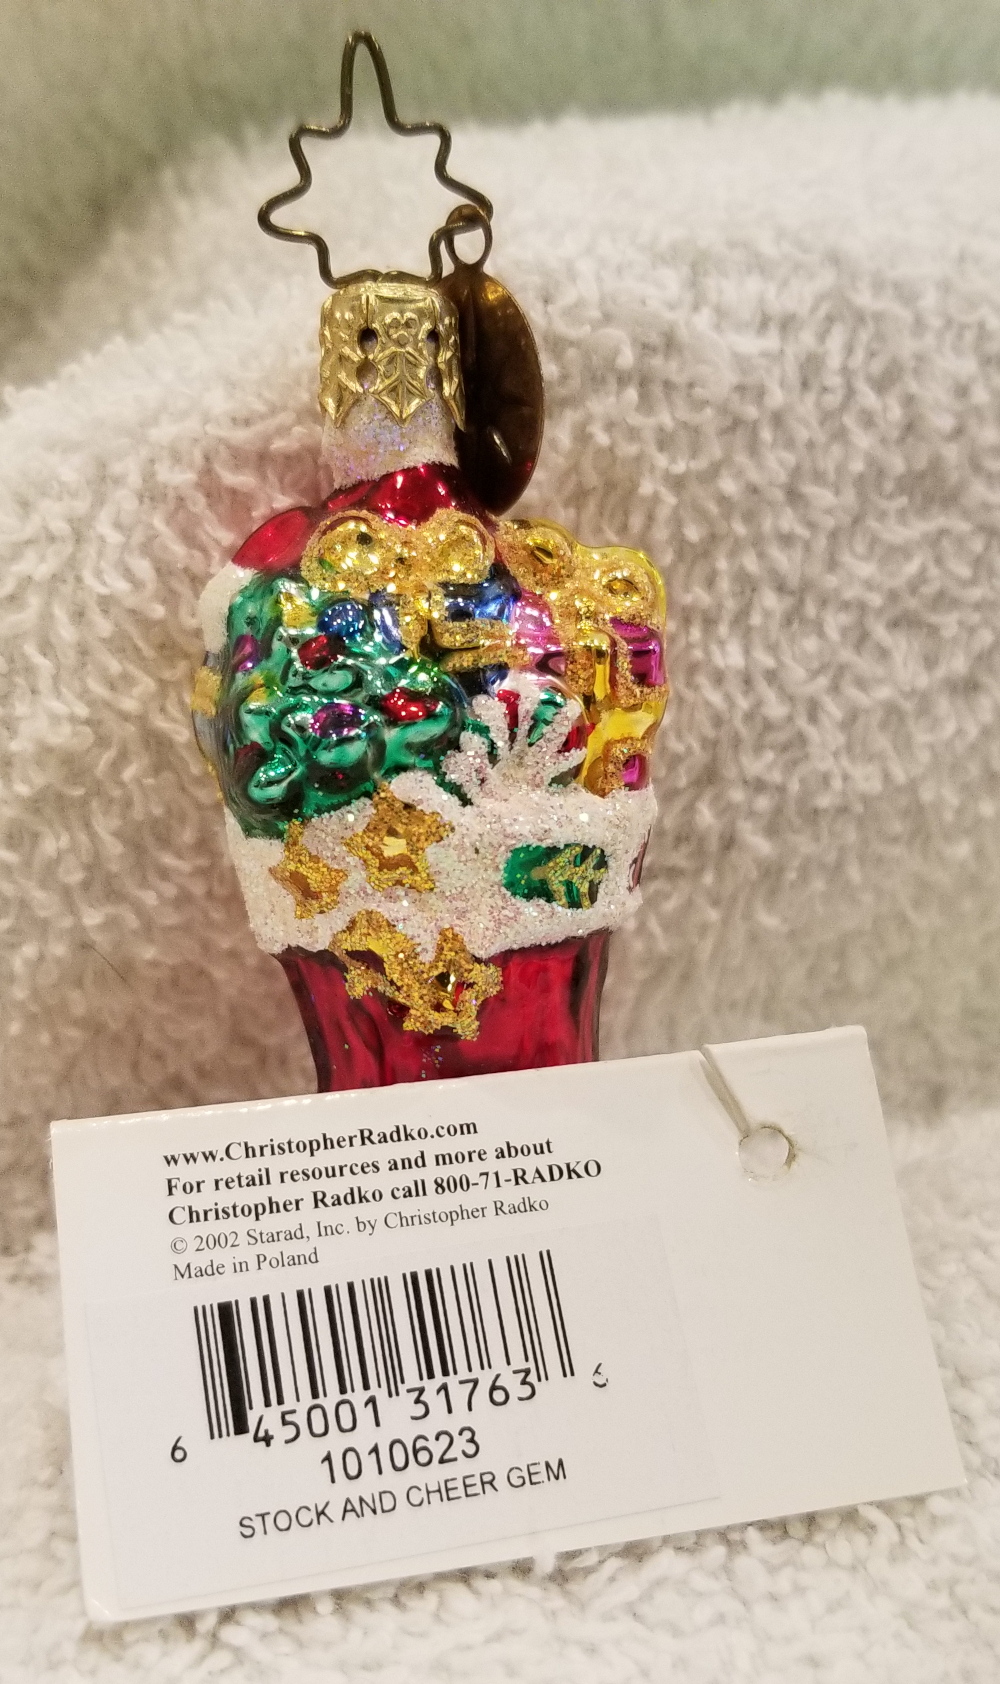 www.ChristopherRadko.com
For retail resources and more about
Christopher Radko call 800-71-RADKO
© 2002 Starad, Inc. by Christopher Radko
Made in Poland
6 45001 31763 6
1010623
STOCK AND CHEER GEM